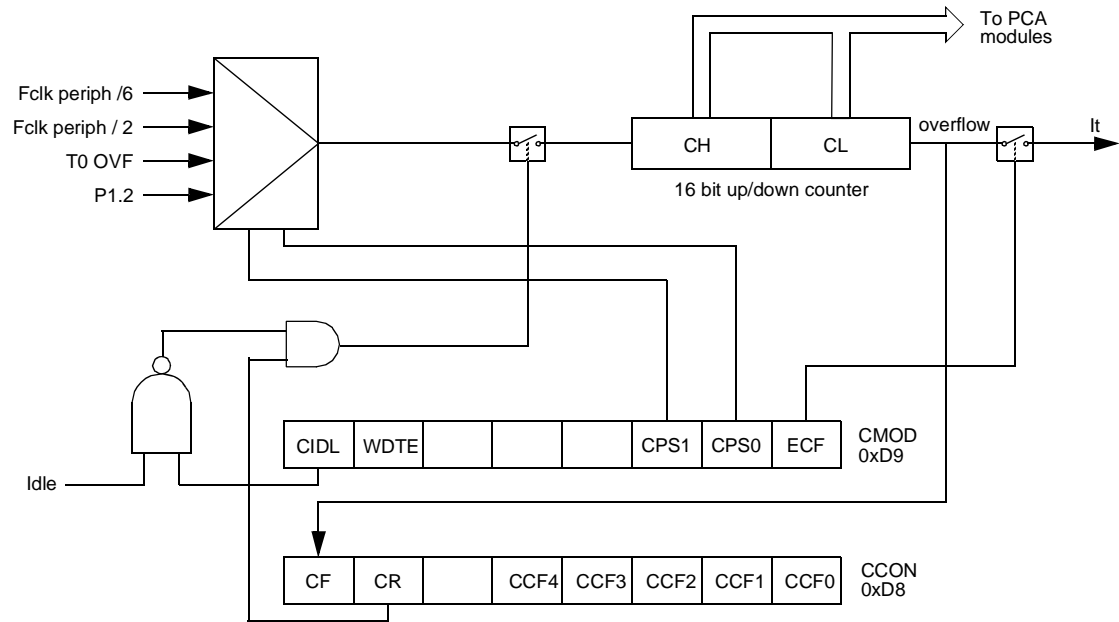 To PCA
modules
Fclk periph /6
Fclk periph / 2
T0 OVF
P1.2
CH
CL
overflow
It
16 bit up/down counter
CIDL
WDTE
CPS1
CPS0
ECF
CMOD
0xD9
Idle
CF
CR
CCF4
CCF3
CCF2
CCF1
CCF0
CCON
0xD8